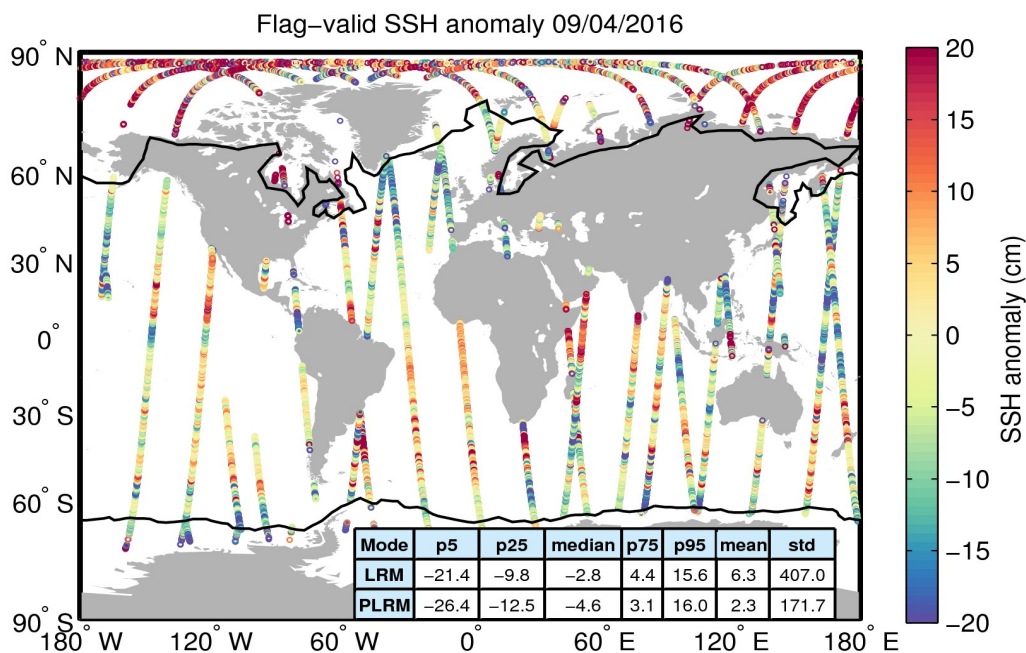 Flag−valid SSH anomaly 09/04/2016
90° N
60° N
30° N
0°
30° S
60° S
90° S
180° W 120° W 60° W 0° 60° E 120° E 180° E
Mode p5 p25 median p75 p95 mean std
LRM −21.4 −9.8 −2.8 4.4 15.6 6.3 407.0
PLRM −26.4 −12.5 −4.6 3.1 16.0 2.3 171.7
20
15
10
5
0
−5
−10
−15
−20
SSH anomaly (cm)